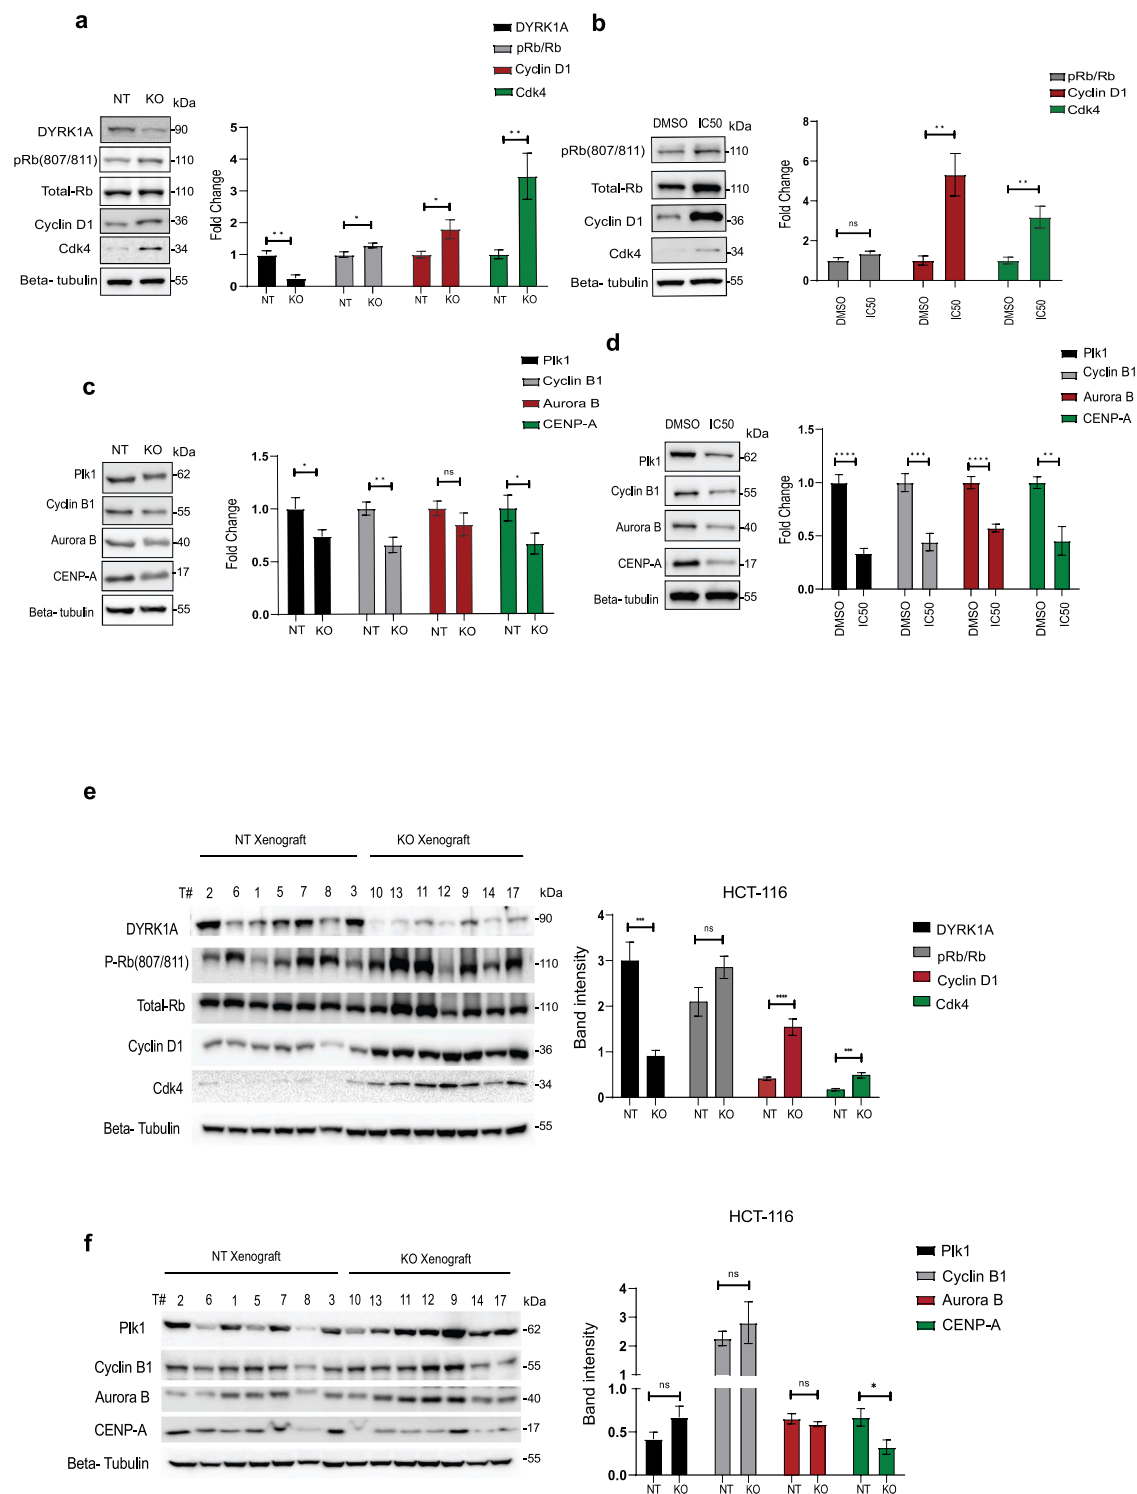 a
DYRK1A
pRb/Rb
Cyclin D1
Cdk4
NT KO kDa
DYRK1A -90
pRb(807/811) -110
Total-Rb -110
Cyclin D1 -36
Cdk4 -34
Beta- tubulin -55
Fold Change
5
4
3
2
1
0
** * * **
NT KO NT KO NT KO NT KO
b
pRb/Rb
Cyclin D1
Cdk4
DMSO IC50 kDa
pRb(807/811) -110
Total-Rb -110
Cyclin D1 -36
Cdk4 -34
Beta- tubulin -55
Fold Change
8
6
4
2
0
ns ** **
DMSO IC50 DMSO IC50 DMSO IC50
c
Plk1
Cyclin B1
Aurora B
CENP-A
NT KO kDa
Plk1 -62
Cyclin B1 -55
Aurora B -40
CENP-A -17
Beta- tubulin -55
Fold Change
1.5
1.0
0.5
0.0
* ** ns *
NT KO NT KO NT KO NT KO
d
Plk1
Cyclin B1
Aurora B
CENP-A
DMSO IC50
kDa
Plk1 -62
Cyclin B1 -55
Aurora B -40
CENP-A -17
Beta- tubulin -55
Fold Change
1.5
1.0
0.5
0.0
**** *** **** **
DMSO IC50 DMSO IC50 DMSO IC50 DMSO IC50
e
NT Xenograft KO Xenograft
T# 2 6 1 5 7 8 3 10 13 11 12 9 14 17 kDa
DYRK1A -90
P-Rb(807/811) -110
Total-Rb -110
Cyclin D1 -36
Cdk4 -34
Beta- Tubulin -55
HCT-116
Band intensity
4
3
2
1
0
*** ns **** ***
NT KO NT KO NT KO NT KO
DYRK1A
pRb/Rb
Cyclin D1
Cdk4
f
NT Xenograft KO Xenograft
T# 2 6 1 5 7 8 3 10 13 11 12 9 14 17 kDa
Plk1 -62
Cyclin B1 -55
Aurora B -40
CENP-A -17
Beta- Tubulin -55
HCT-116
Band intensity
4
3
2
1
0.5
0.0
ns ns ns *
NT KO NT KO NT KO NT KO
Plk1
Cyclin B1
Aurora B
CENP-A